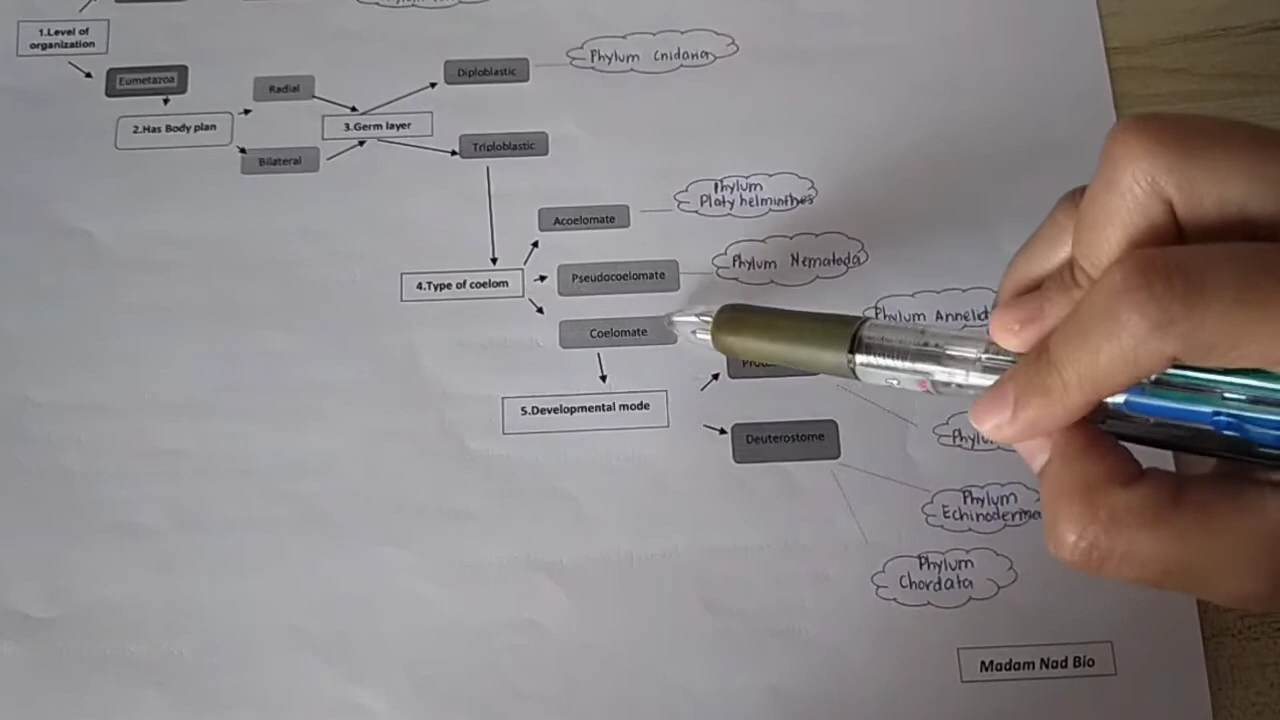 1.Level of
organization
Eumetazoa
2.Has Body plan
Radial
Bilateral
3.Germ layer
Diploblastic
Phylum Cnidaria
Triploblastic
4.Type of coelom
Acoelomate
Phylum
Platyhelminthes
Pseudocoelomate
Phylum Nematoda
Coelomate
5.Developmental mode
Phylum Annelid
Deuterostome
Phylum
Echinoderma
Phylum
Chordata
Madam Nad Bio